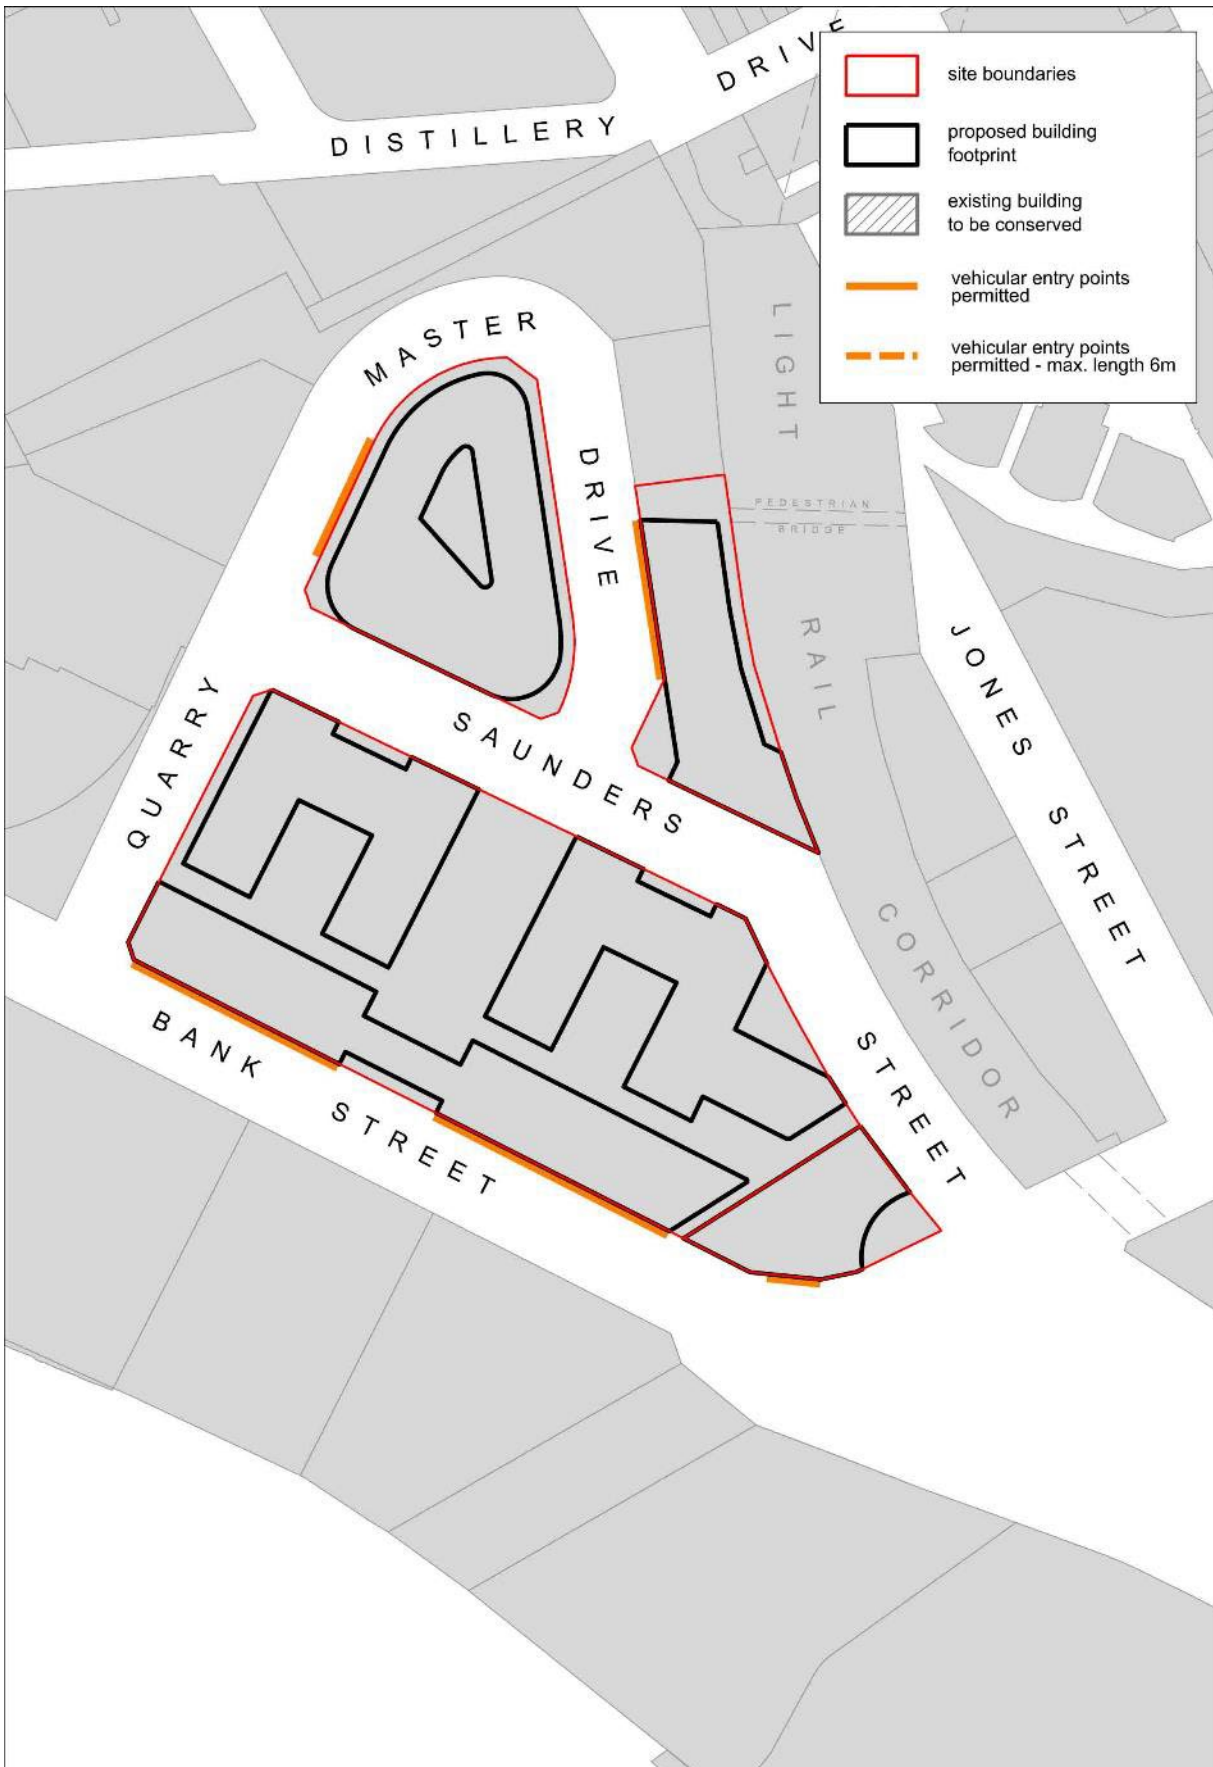 DISTILLERY DRIVE
site boundaries
proposed building
footprint
existing building
to be conserved
vehicular entry points
permitted
vehicular entry points
permitted - max. length 6m
QUARRY MASTER DRIVE
LIGHT RAIL CORRIDOR
PEDESTRIAN
BRIDGE
JONES STREET
SAUNDERS STREET
BANK STREET